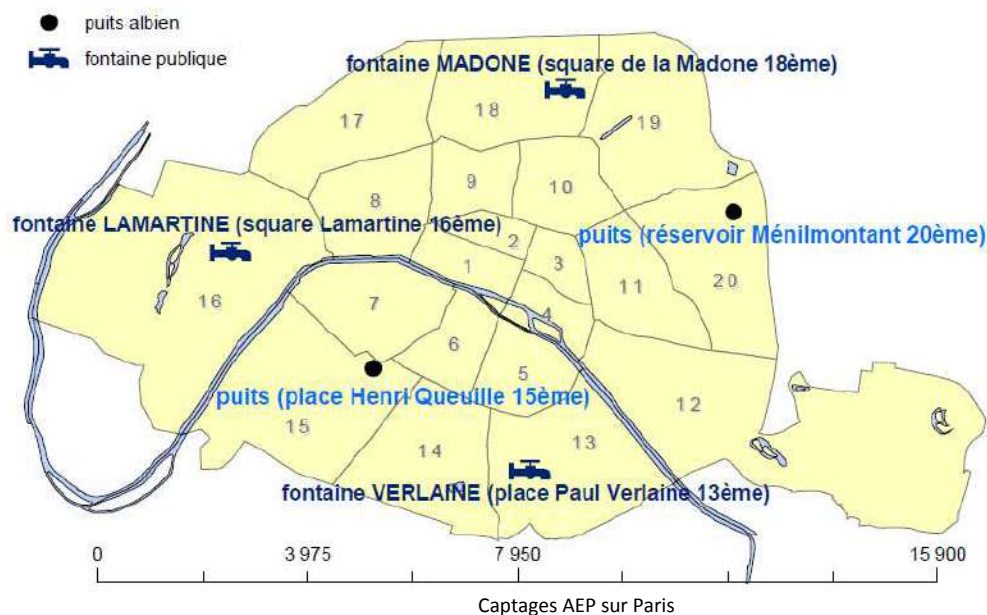 puits albien
fontaine publique
fontaine MADONE (square de la Madone 18ème)
17
18
19
9
10
8
fontaine LAMARTINE (square Lamartine 16ème)
puits (réservoir Ménilmontant 20ème)
2
3
1
11
20
16
7
4
6
5
puits (place Henri Queuille 15ème)
12
15
14
13
fontaine VERLAINE (place Paul Verlaine 13ème)
0 3 975 7 950 15 900
Captages AEP sur Paris